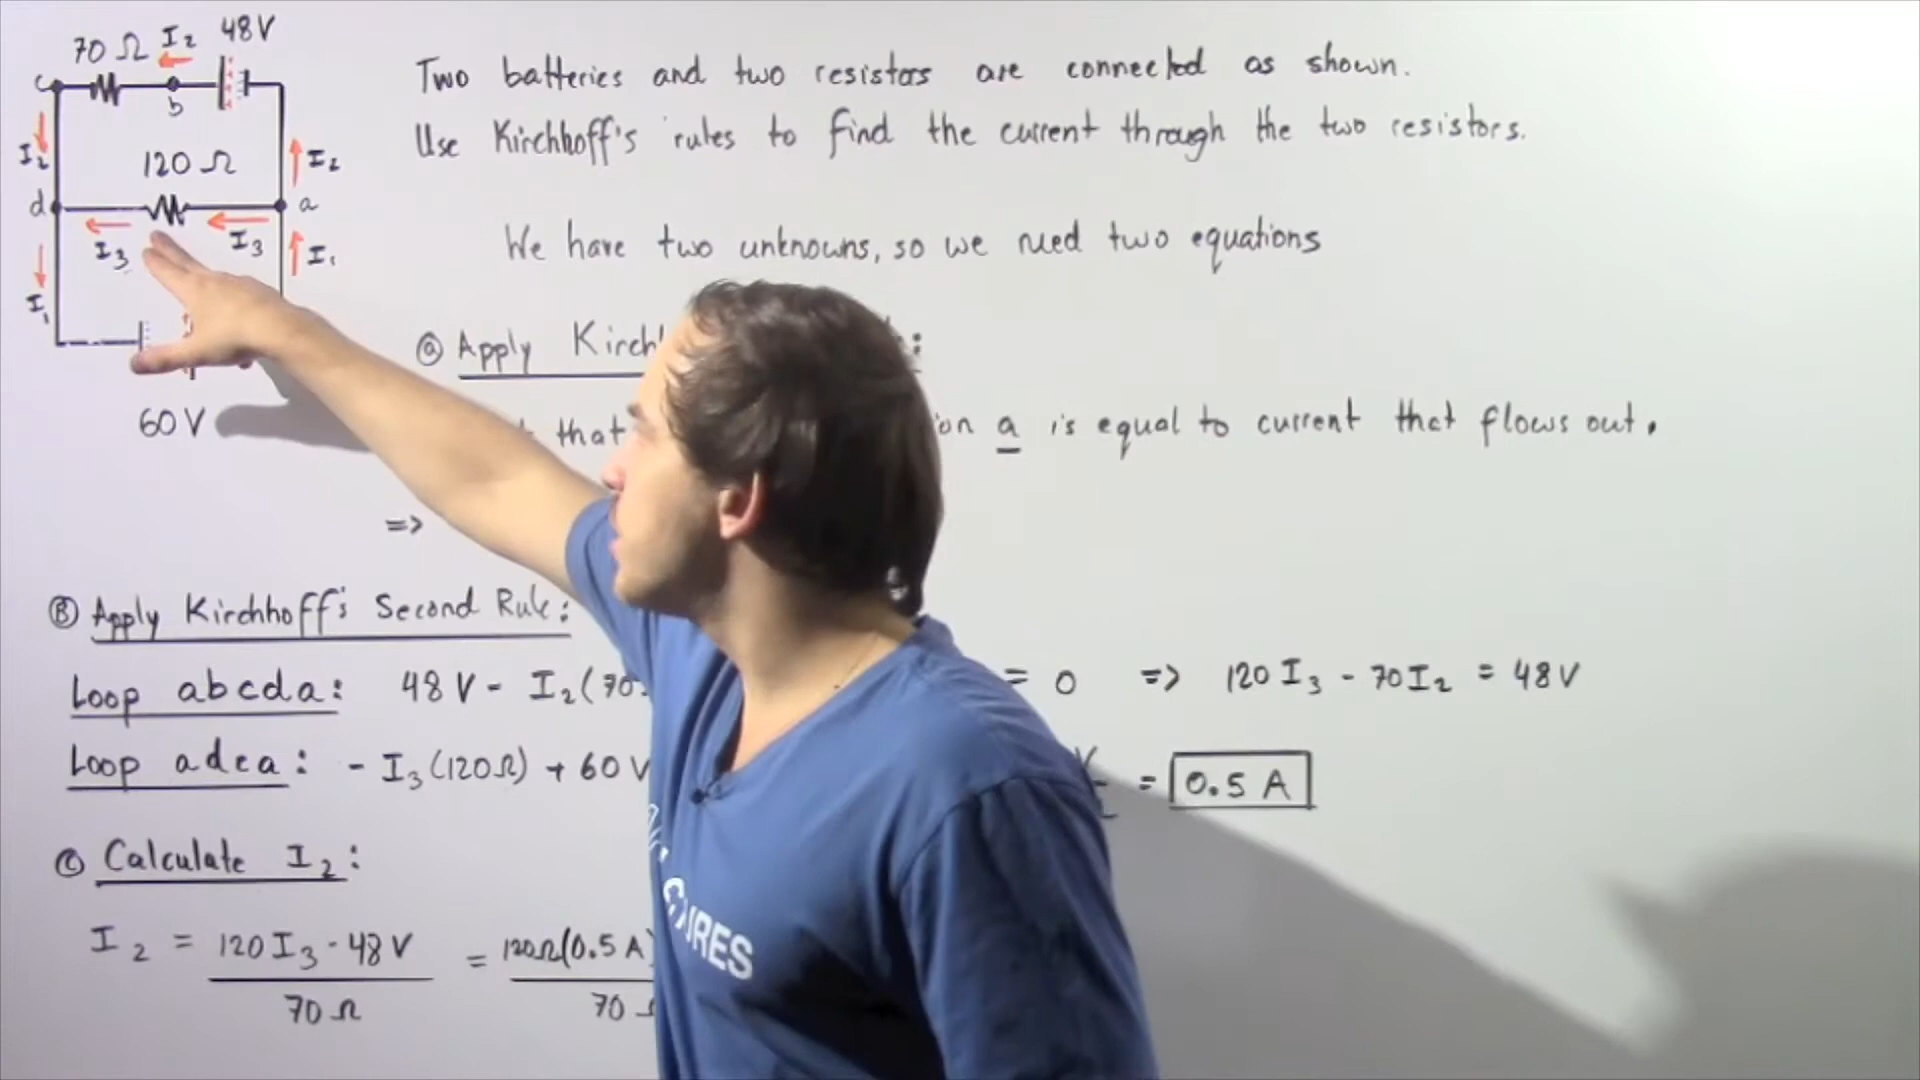 70 Ω I₂ 48 V
c b
I₂ 120 Ω I₂
d a
I₃ I₃ I₁
I₁
60 V
Two batteries and two resistors are connected as shown.
Use Kirchhoff's rules to find the current through the two resistors.
We have two unknowns, so we need two equations
ⓐ Apply Kirch :
that on a is equal to current that flows out.
=>
Ⓑ Apply Kirchhoff's Second Rule:
Loop abcda: 48 V - I₂(70 = 0 => 120 I₃ - 70 I₂ = 48 V
Loop adea: - I₃(120Ω) + 60 V = 0.5 A
Ⓒ Calculate I₂:
I₂ = 120 I₃ - 48 V = 120Ω(0.5 A)
70 Ω 70
URES